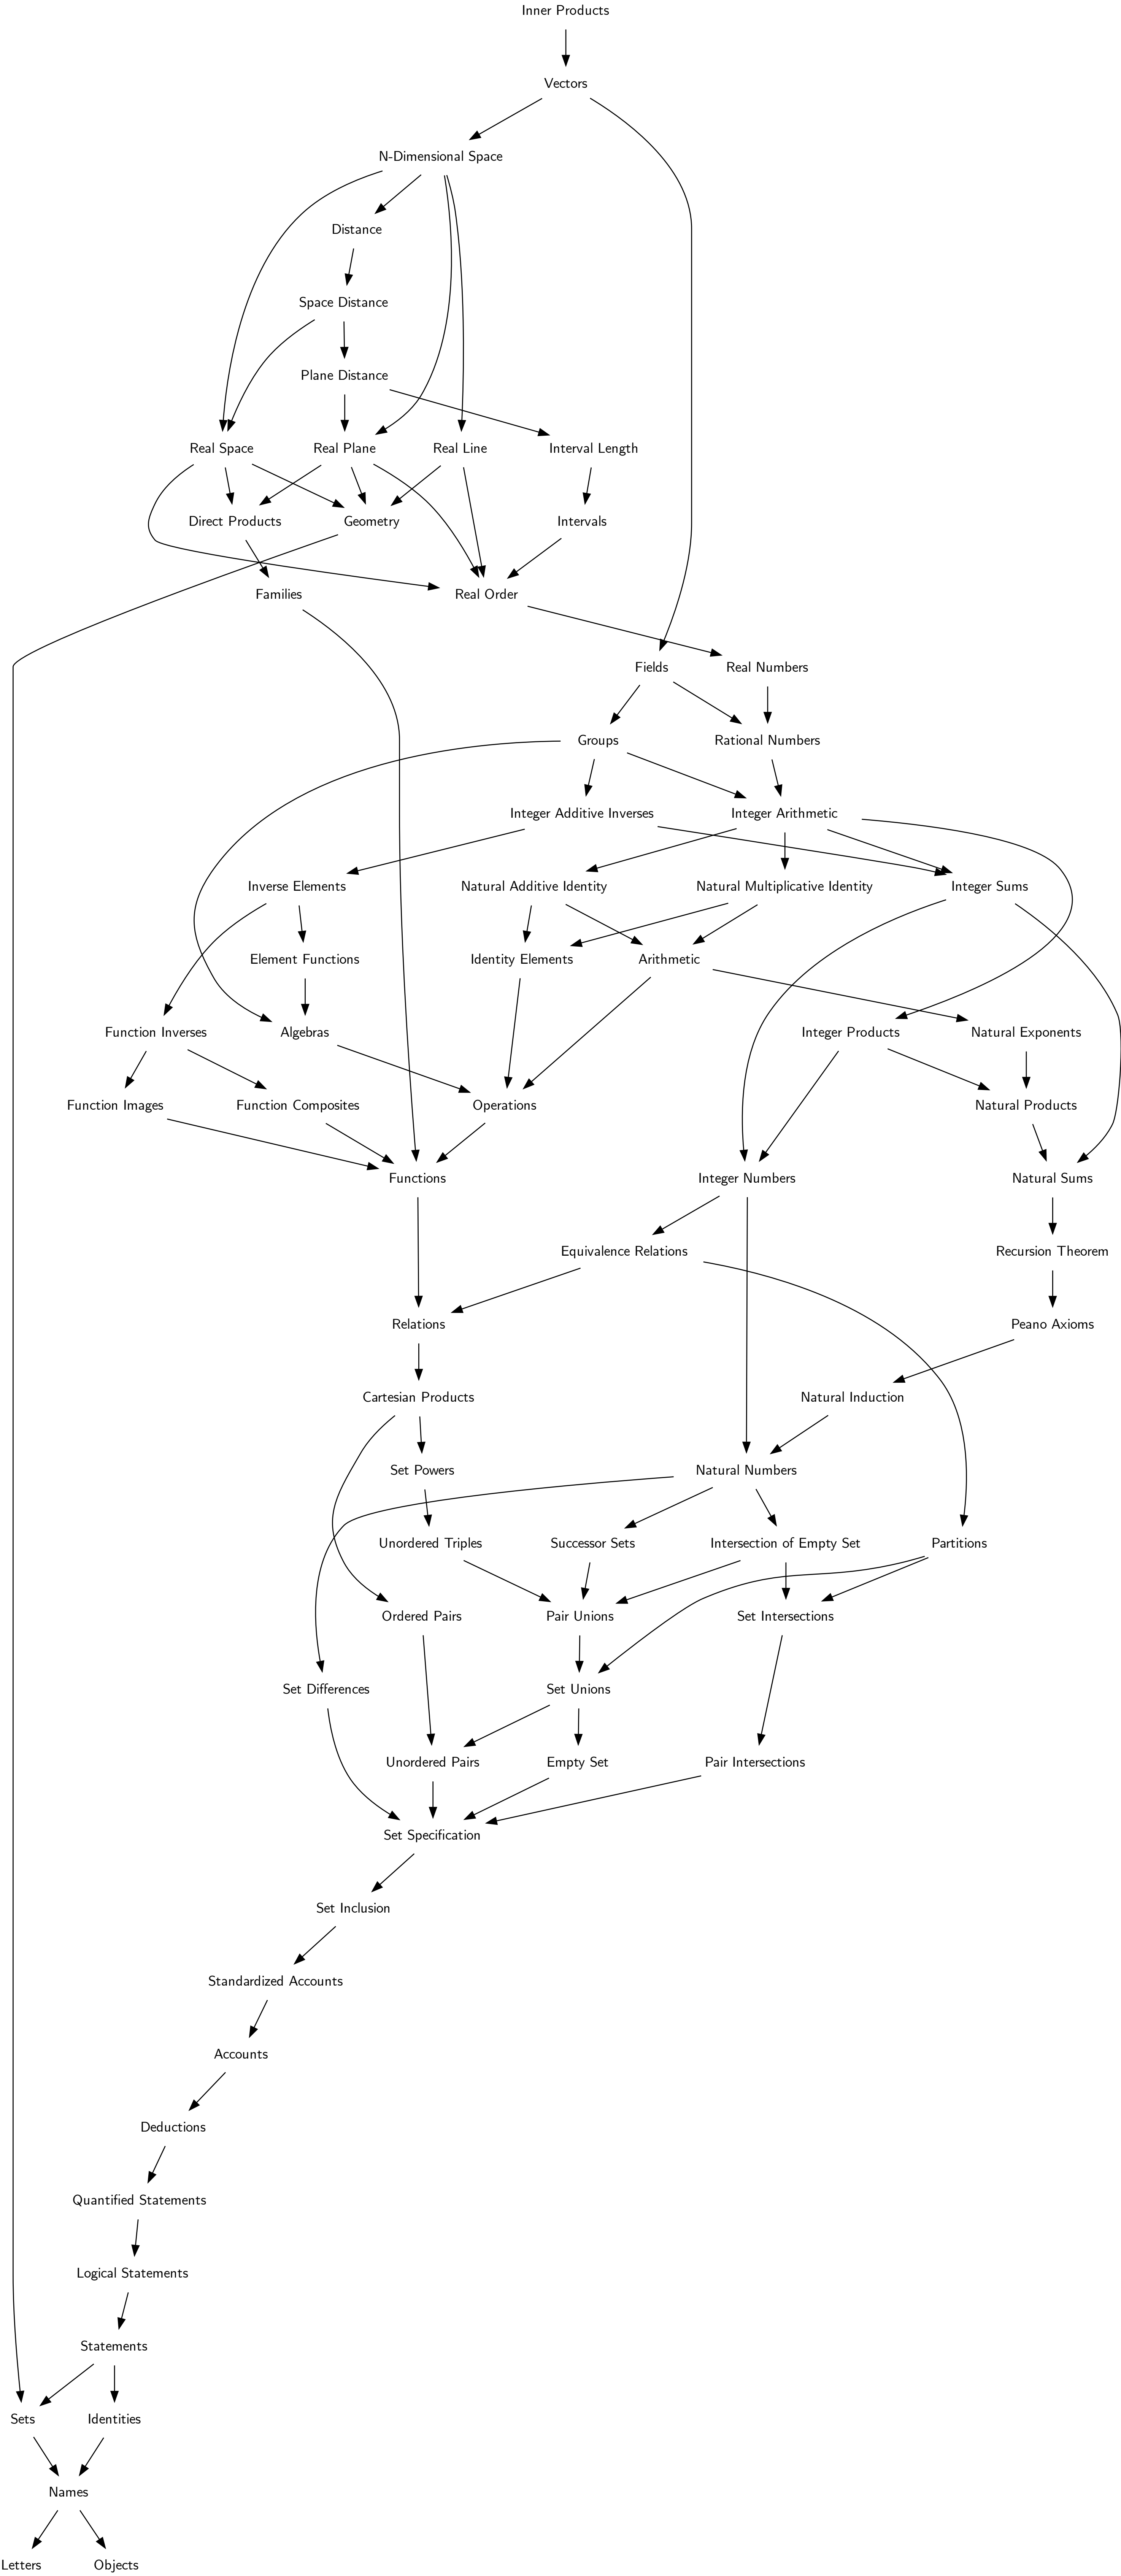 Inner Products
Vectors
N-Dimensional Space
Distance
Space Distance
Plane Distance
Real Space
Real Plane
Real Line
Interval Length
Direct Products
Geometry
Intervals
Families
Real Order
Fields
Real Numbers
Groups
Rational Numbers
Integer Additive Inverses
Integer Arithmetic
Inverse Elements
Natural Additive Identity
Natural Multiplicative Identity
Integer Sums
Element Functions
Identity Elements
Arithmetic
Function Inverses
Algebras
Integer Products
Natural Exponents
Function Images
Function Composites
Operations
Natural Products
Functions
Integer Numbers
Natural Sums
Equivalence Relations
Recursion Theorem
Relations
Peano Axioms
Cartesian Products
Natural Induction
Set Powers
Natural Numbers
Unordered Triples
Successor Sets
Intersection of Empty Set
Partitions
Ordered Pairs
Pair Unions
Set Intersections
Set Differences
Set Unions
Unordered Pairs
Empty Set
Pair Intersections
Set Specification
Set Inclusion
Standardized Accounts
Accounts
Deductions
Quantified Statements
Logical Statements
Statements
Sets
Identities
Names
Letters
Objects